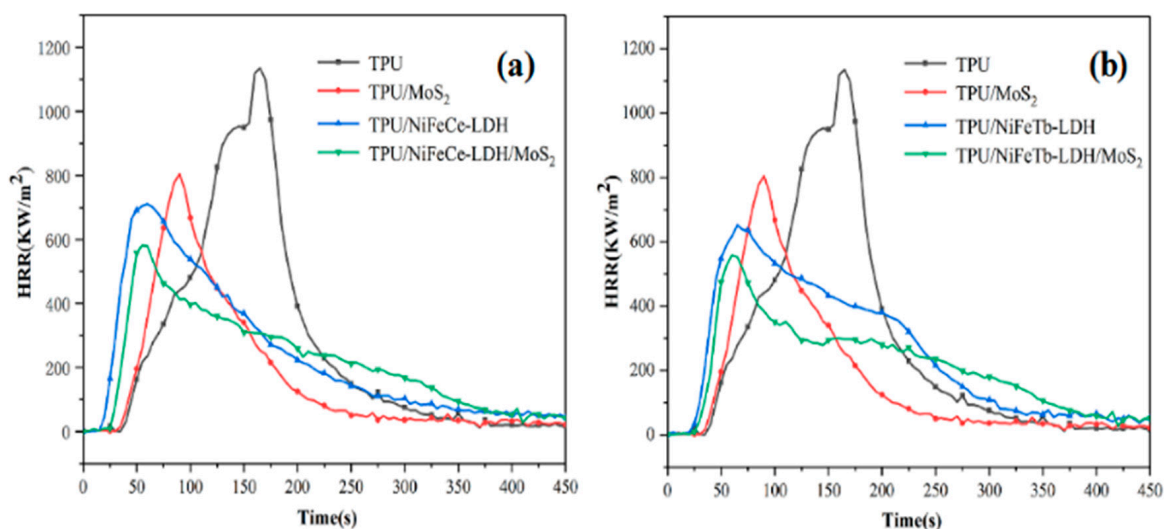 1200
1000
800
600
400
200
0
HRR(KW/m²)
TPU
TPU/MoS₂
TPU/NiFeCe-LDH
TPU/NiFeCe-LDH/MoS₂
(a)
0 50 100 150 200 250 300 350 400 450
Time(s)
1200
1000
800
600
400
200
0
HRR(KW/m²)
TPU
TPU/MoS₂
TPU/NiFeTb-LDH
TPU/NiFeTb-LDH/MoS₂
(b)
0 50 100 150 200 250 300 350 400 450
Time(s)